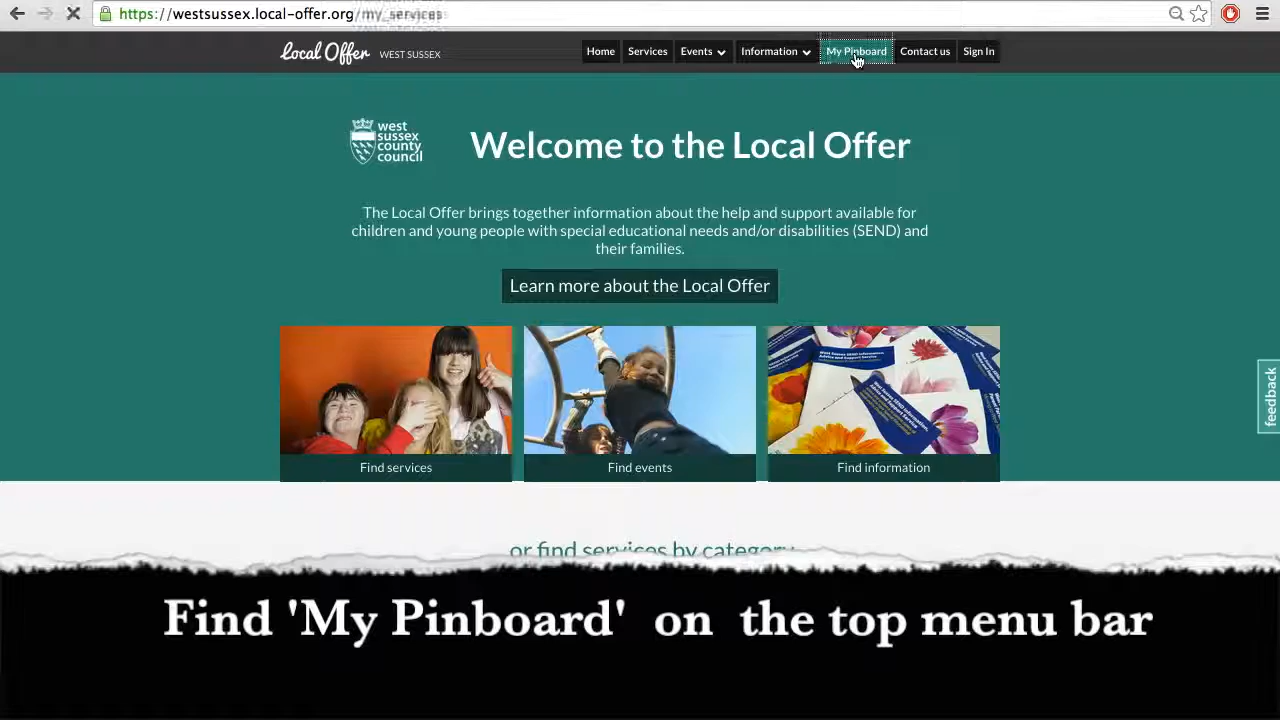 https://westsussex.local-offer.org/my_services
Local Offer WEST SUSSEX
Home Services Events Information My Pinboard Contact us Sign In
west
sussex
county
council
Welcome to the Local Offer
The Local Offer brings together information about the help and support available for
children and young people with special educational needs and/or disabilities (SEND) and
their families.
Learn more about the Local Offer
feedback
Find services Find events Find information
or find services by category
Find 'My Pinboard' on the top menu bar